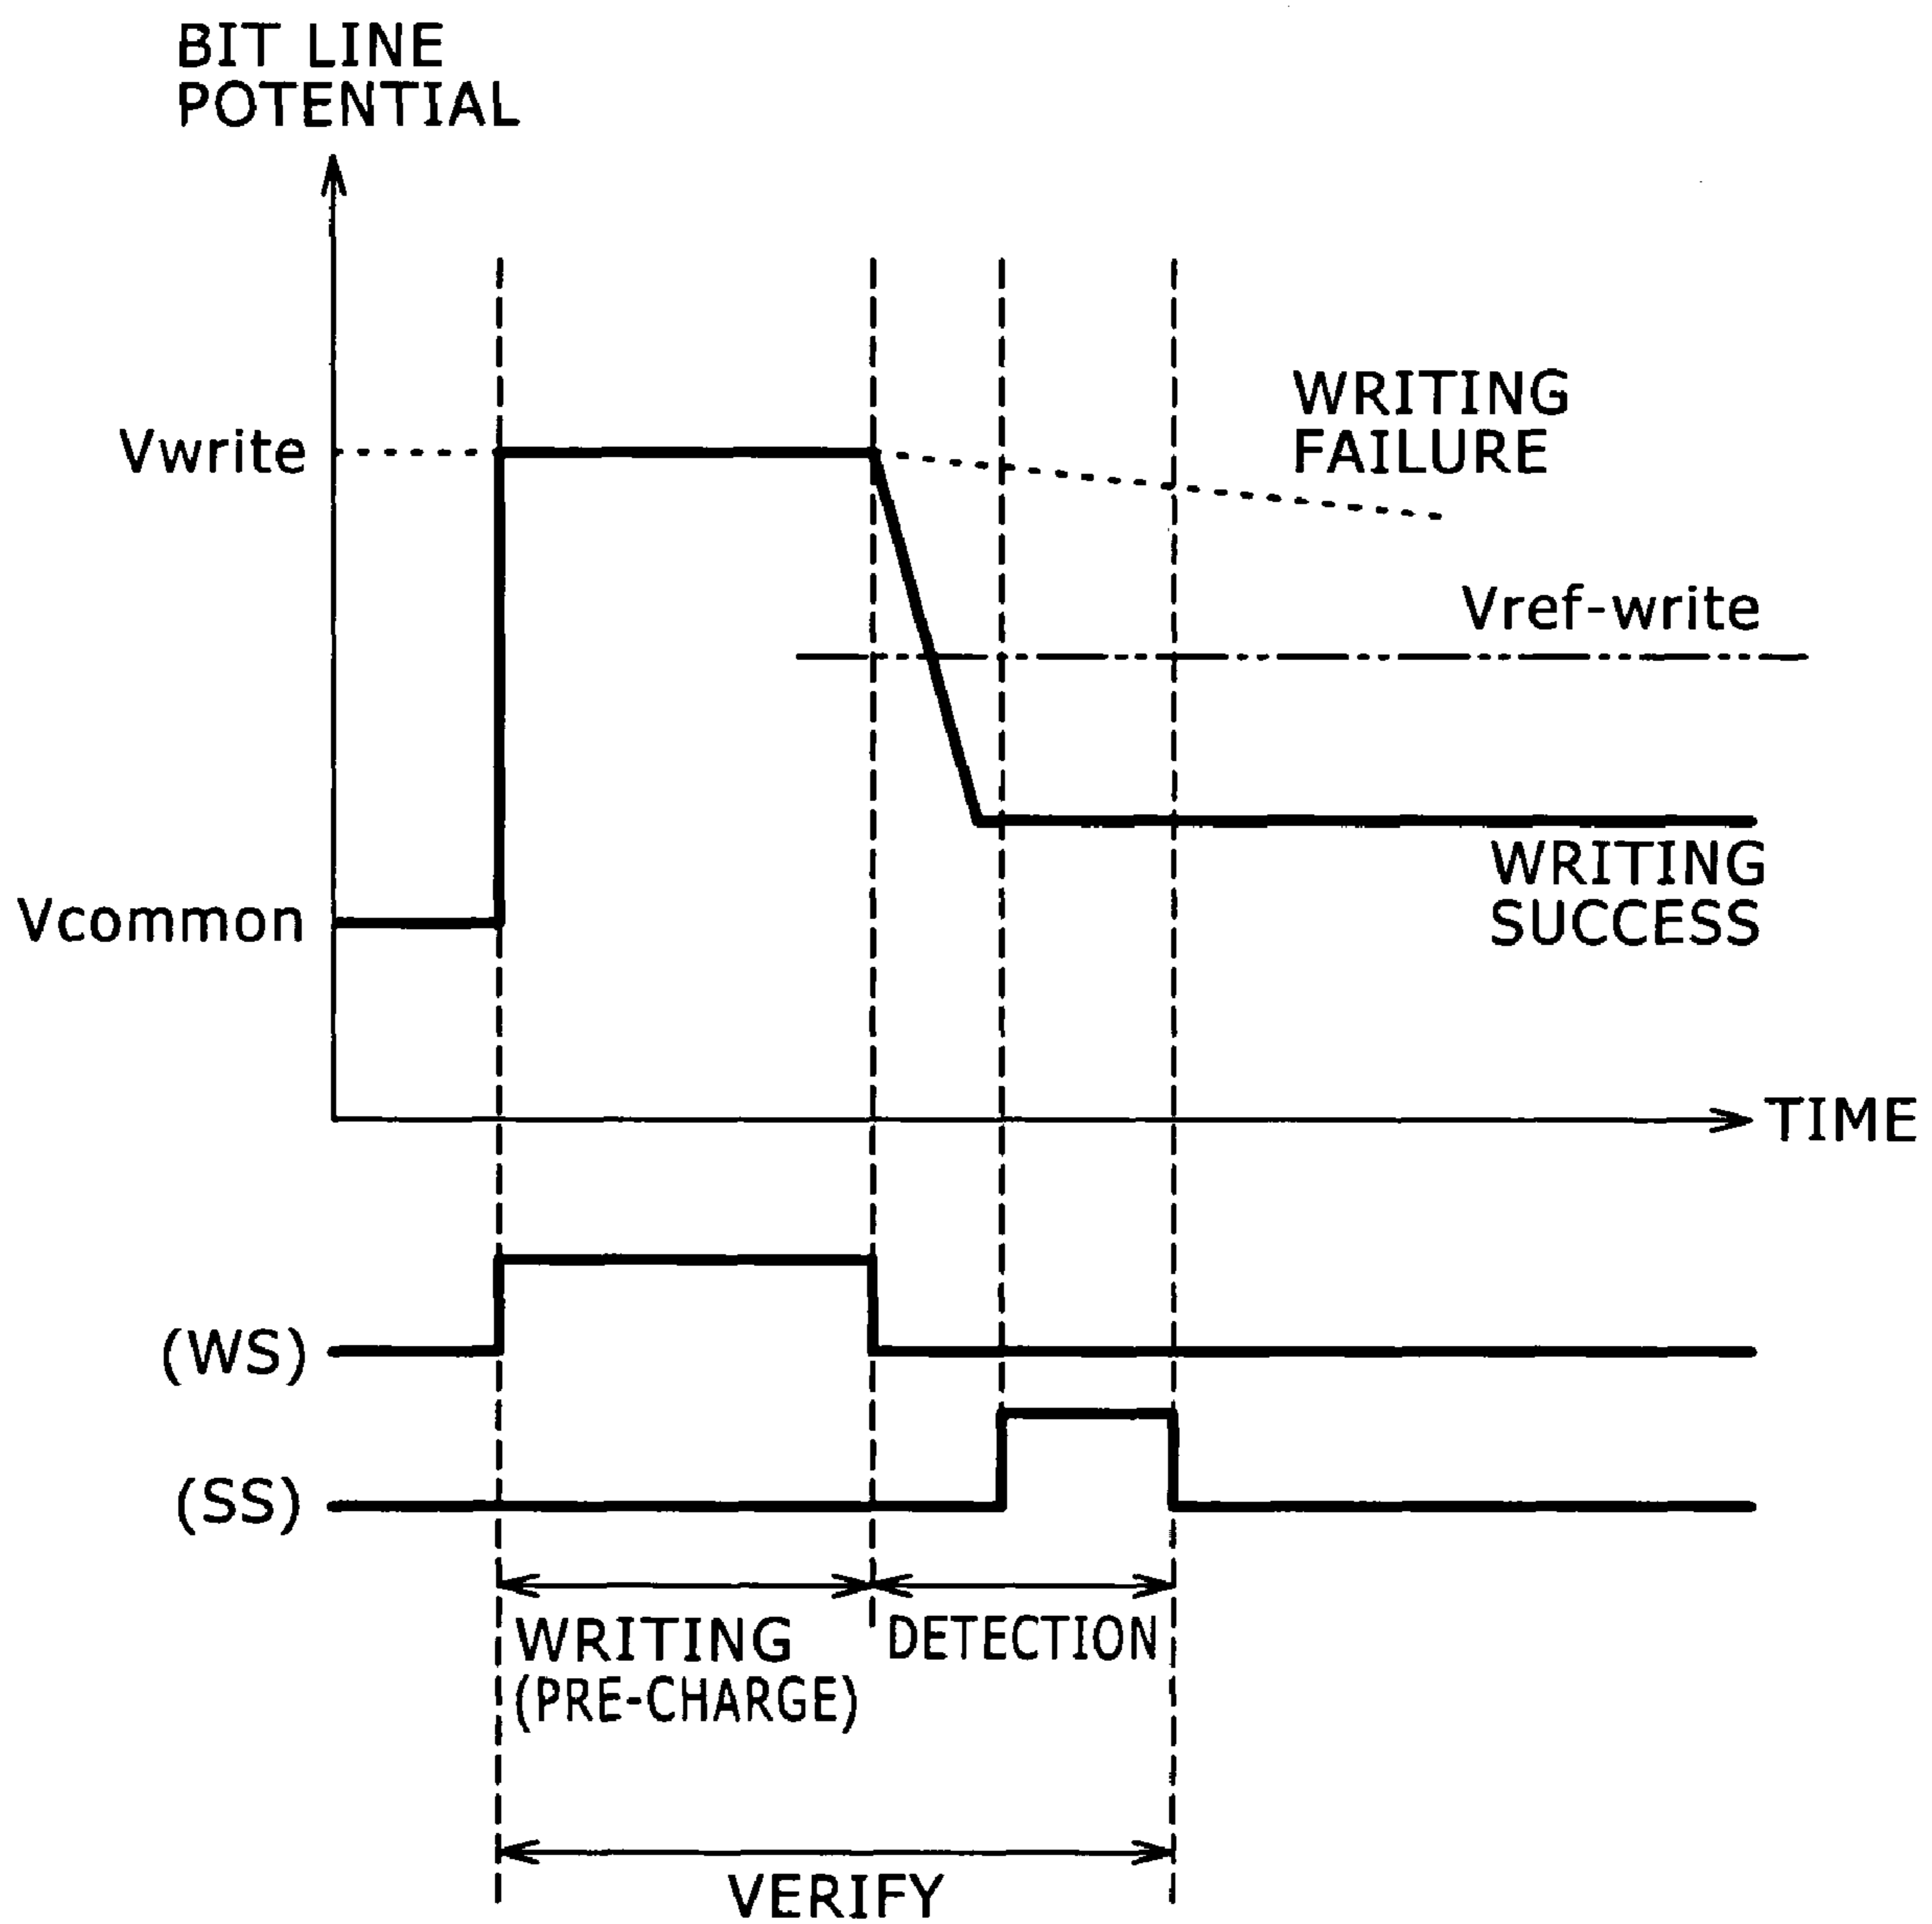 BIT LINE
POTENTIAL
WRITING
FAILURE
Vwrite
Vref-write
WRITING
SUCCESS
Vcommon
TIME
(WS)
(SS)
WRITING
(PRE-CHARGE)
DETECTION
VERIFY